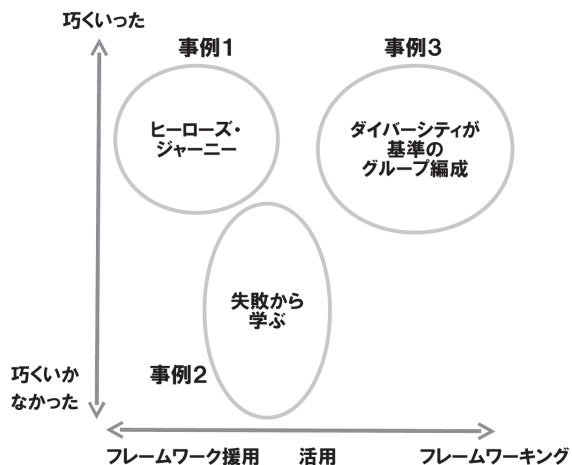 巧くいった
事例1
事例3
ヒーローズ・
ジャーニー
ダイバーシティが
基準の
グループ編成
失敗から
学ぶ
事例2
巧くいか
なかった
フレームワーク援用
活用
フレームワーキング